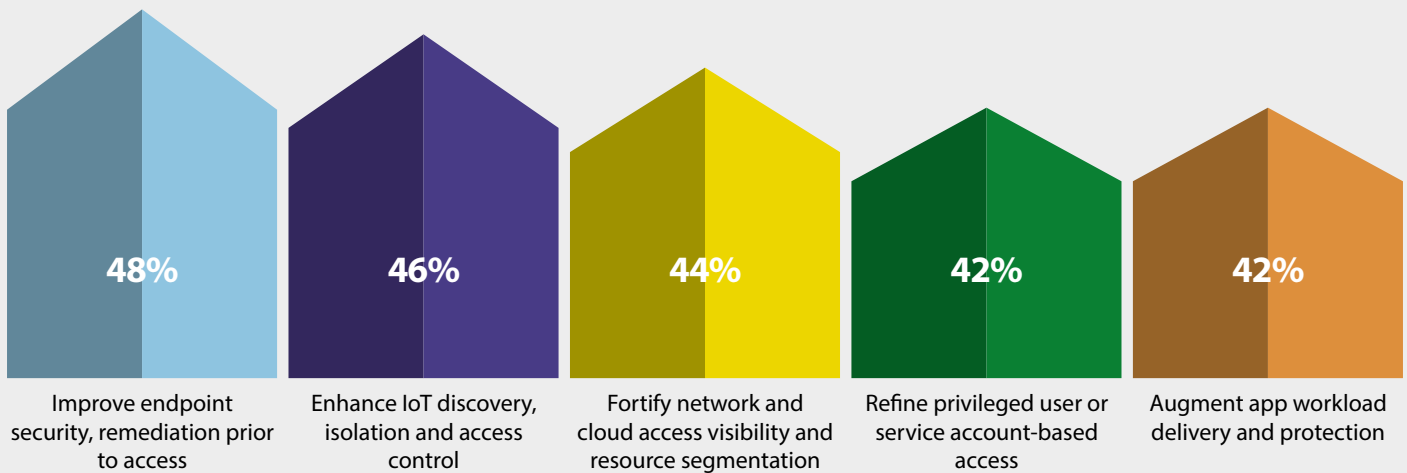 48%
46%
44%
42%
42%
Improve endpoint
security, remediation prior
to access
Enhance IoT discovery,
isolation and access
control
Fortify network and
cloud access visibility and
resource segmentation
Refine privileged user or
service account-based
access
Augment app workload
delivery and protection